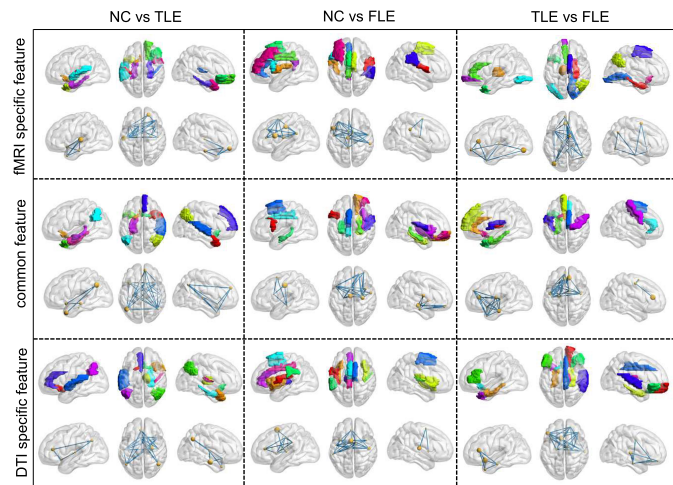 NC vs TLE
NC vs FLE
TLE vs FLE
fMRI specific feature
common feature
DTI specific feature